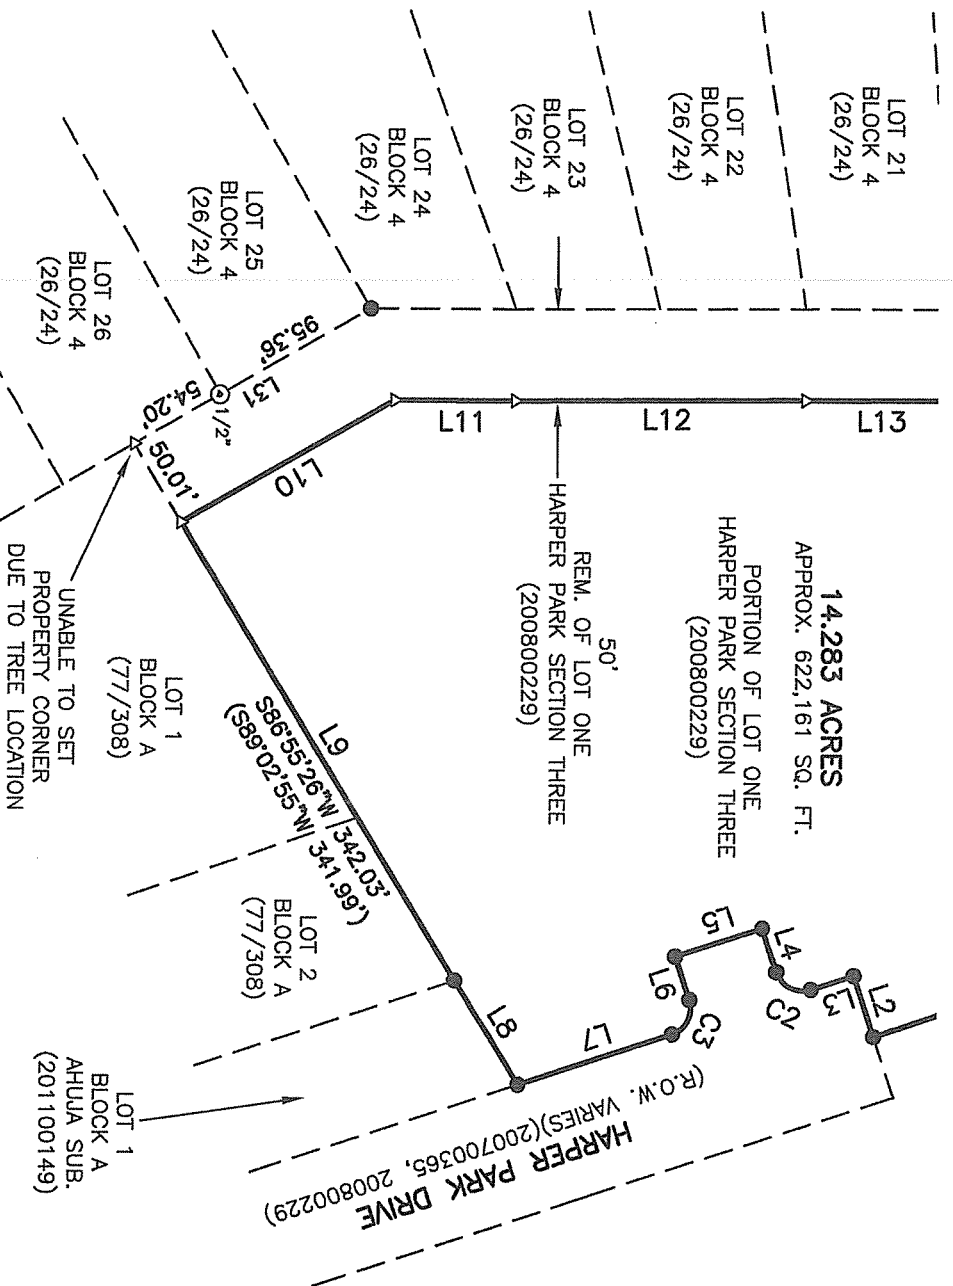 LOT 21
BLOCK 4
(26/24)
LOT 22
BLOCK 4
(26/24)
LOT 23
BLOCK 4
(26/24)
LOT 24
BLOCK 4
(26/24)
LOT 25
BLOCK 4
(26/24)
LOT 26
BLOCK 4
(26/24)
95.36'
L31
1/2"
54.20'
50.01'
L10
L11
L12
L13
14.283 ACRES
APPROX. 622,161 SQ. FT.
PORTION OF LOT ONE
HARPER PARK SECTION THREE
(200800229)
50'
REM. OF LOT ONE
HARPER PARK SECTION THREE
(200800229)
UNABLE TO SET
PROPERTY CORNER
DUE TO TREE LOCATION
LOT 1
BLOCK A
(77/308)
L9
S86°55'26"W 342.03'
(S89°02'55"W 341.99')
LOT 2
BLOCK A
(77/308)
L8
LOT 1
BLOCK A
AHUJA SUB.
(201100149)
L7
C3
L6
L5
L4
C2
L3
L2
HARPER PARK DRIVE
(R.O.W. VARIES)(200700365, 200800229)